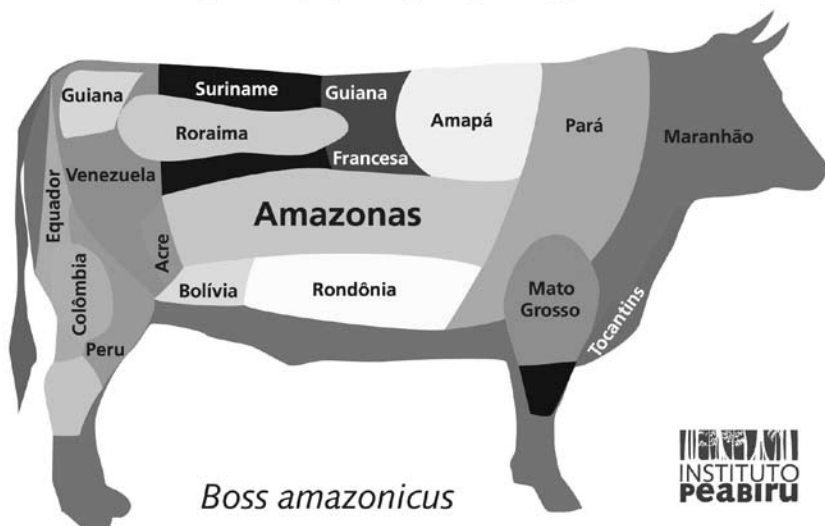 Guiana
Suriname
Guiana
Francesa
Roraima
Amapá
Pará
Maranhão
Venezuela
Equador
Amazonas
Acre
Colômbia
Bolívia
Rondônia
Mato
Grosso
Tocantins
Peru
Boss amazonicus
INSTITUTO
PEABIRU